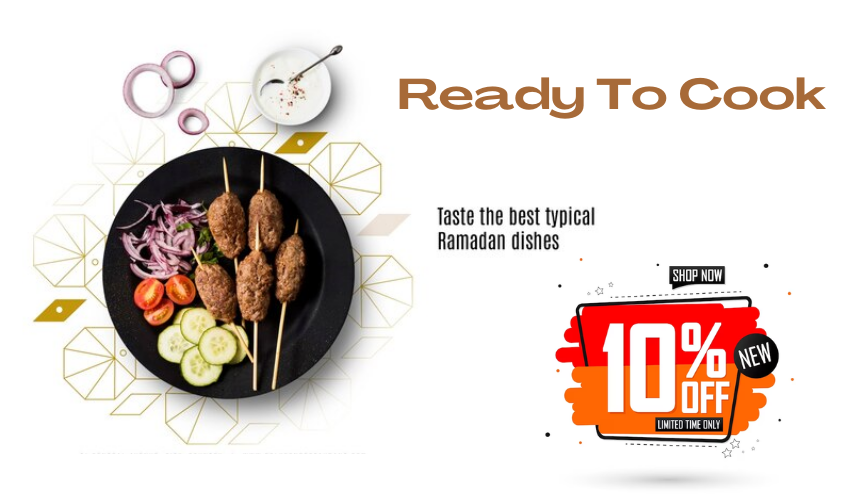 Ready To Cook
Taste the best typical
Ramadan dishes
SHOP NOW
10%
OFF
NEW
LIMITED TIME ONLY